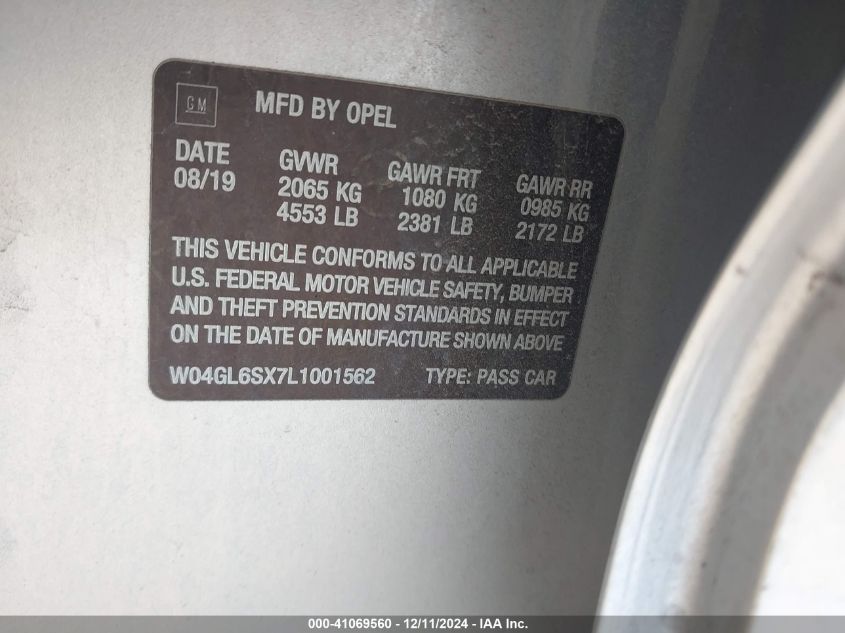 GM
MFD BY OPEL
DATE
08/19
GVWR
2065 KG
4553 LB
GAWR FRT
1080 KG
2381 LB
GAWR RR
0985 KG
2172 LB
THIS VEHICLE CONFORMS TO ALL APPLICABLE
U.S. FEDERAL MOTOR VEHICLE SAFETY, BUMPER
AND THEFT PREVENTION STANDARDS IN EFFECT
ON THE DATE OF MANUFACTURE SHOWN ABOVE
W04GL6SX7L1001562 TYPE: PASS CAR
000-41069560 - 12/11/2024 - IAA Inc.